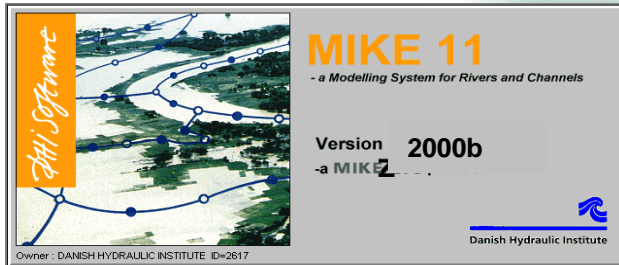 DHI Software
MIKE 11
- a Modelling System for Rivers and Channels
Version 2000b
-a MIKE
Danish Hydraulic Institute
Owner : DANISH HYDRAULIC INSTITUTE ID=2617